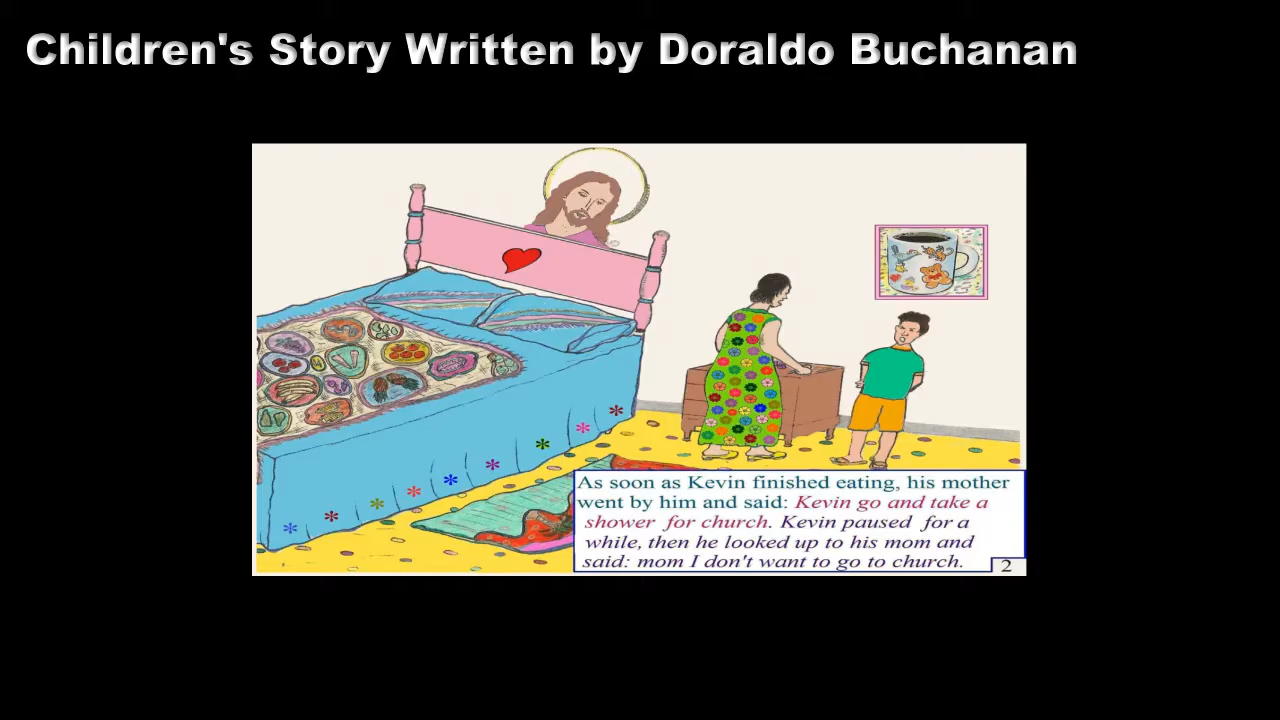 Children's Story Written by Doraldo Buchanan
As soon as Kevin finished eating, his mother
went by him and said: Kevin go and take a
shower for church. Kevin paused for a
while, then he looked up to his mom and
said: mom I don't want to go to church.
2